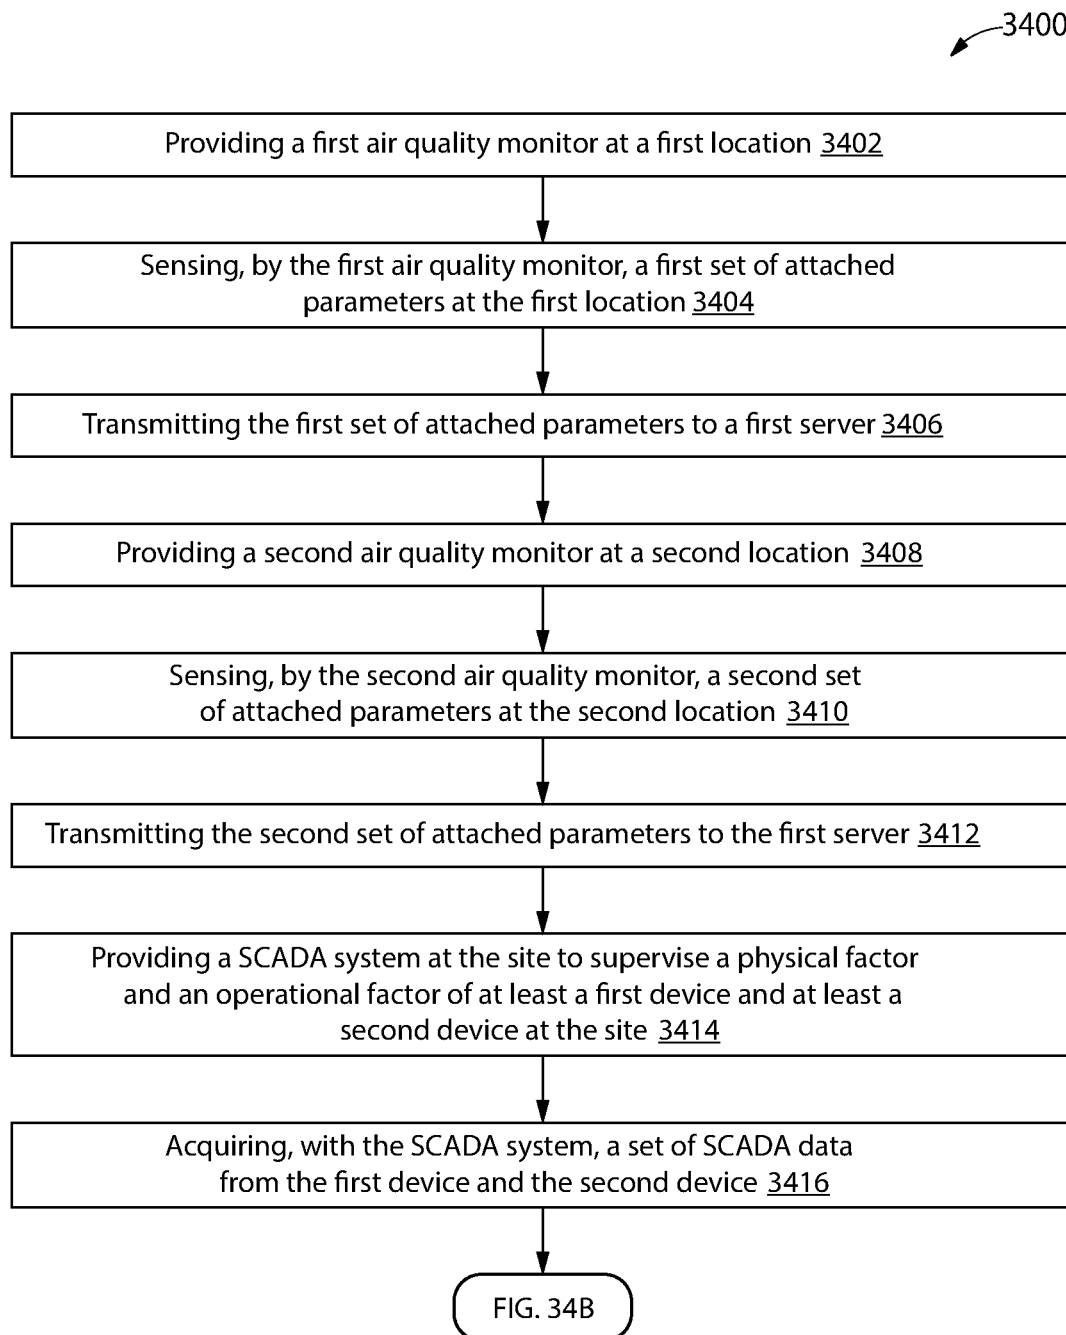 3400
Providing a first air quality monitor at a first location 3402
Sensing, by the first air quality monitor, a first set of attached
parameters at the first location 3404
Transmitting the first set of attached parameters to a first server 3406
Providing a second air quality monitor at a second location 3408
Sensing, by the second air quality monitor, a second set
of attached parameters at the second location 3410
Transmitting the second set of attached parameters to the first server 3412
Providing a SCADA system at the site to supervise a physical factor
and an operational factor of at least a first device and at least a
second device at the site 3414
Acquiring, with the SCADA system, a set of SCADA data
from the first device and the second device 3416
FIG. 34B